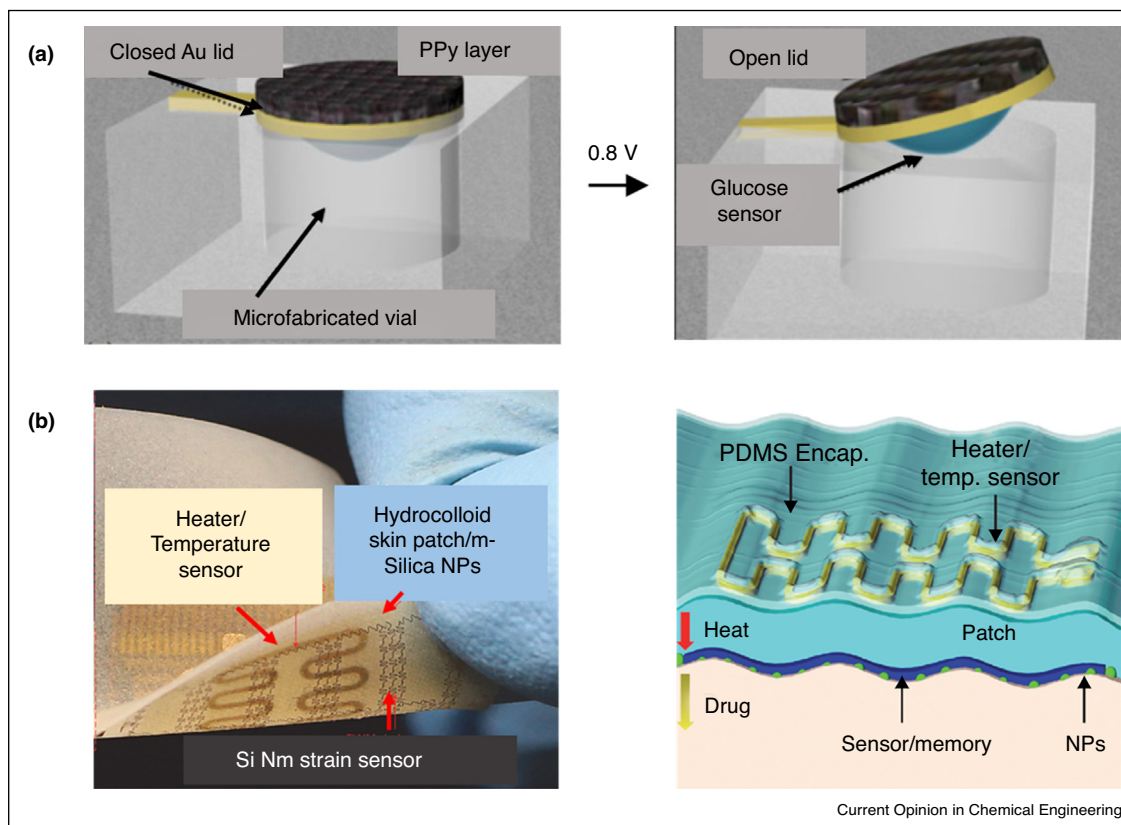 (a)
Closed Au lid
PPy layer
Microfabricated vial
0.8 V
Open lid
Glucose
sensor
(b)
Heater/
Temperature
sensor
Hydrocolloid
skin patch/m-
Silica NPs
Si Nm strain sensor
PDMS Encap.
Heater/
temp. sensor
Heat
Patch
Drug
Sensor/memory
NPs
Current Opinion in Chemical Engineering